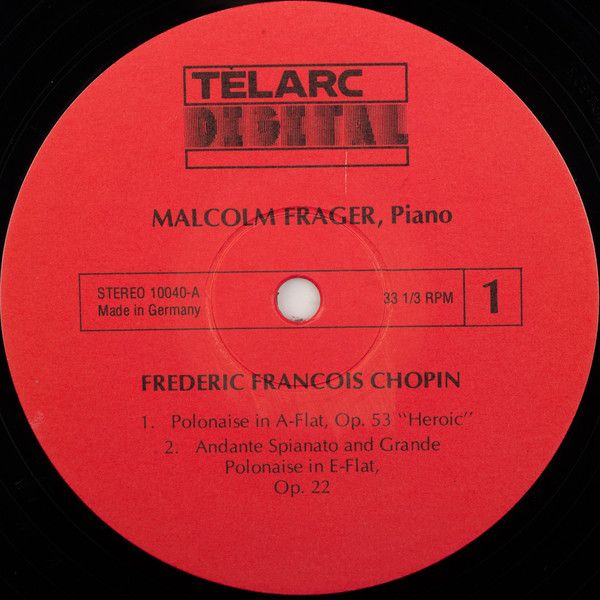 TELARC
DIGITAL
MALCOLM FRAGER, Piano
STEREO 10040-A
Made in Germany
33 1/3 RPM
1
FREDERIC FRANCOIS CHOPIN
1. Polonaise in A-Flat, Op. 53 "Heroic"
2. Andante Spianato and Grande
Polonaise in E-Flat,
Op. 22